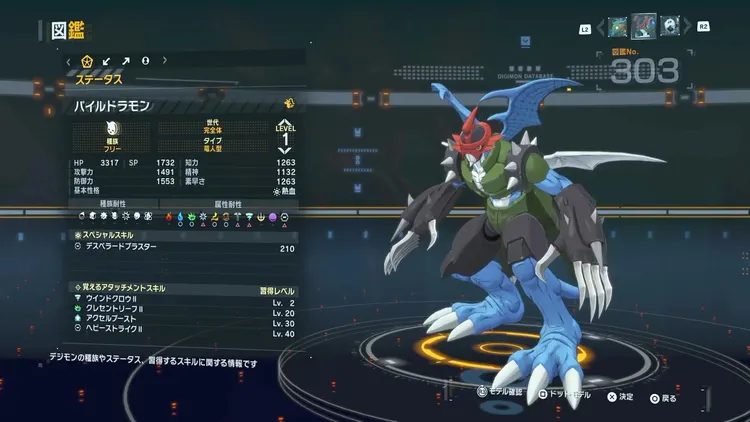 図鑑
L2
R2
図鑑No.
303
DIGIMON DATABASE
ステータス
パイルドラモン
種族
フリー
世代
完全体
タイプ
竜人型
LEVEL
1
HP 3317 SP 1732 知力 1263
攻撃力 1491 精神 1132
防御力 1553 素早さ 1263
基本性格 熱血
種族耐性 属性耐性
スペシャルスキル
デスペラードブラスター 210
覚えるアタッチメントスキル 習得レベル
ウインドクロウⅡ Lv. 2
クレセントリーフⅡ Lv. 20
アクセルブースト Lv. 30
ヘビーストライクⅡ Lv. 40
デジモンの種族やステータス、習得するスキルに関する情報です
モデル確認 ドットモデル 決定 戻る